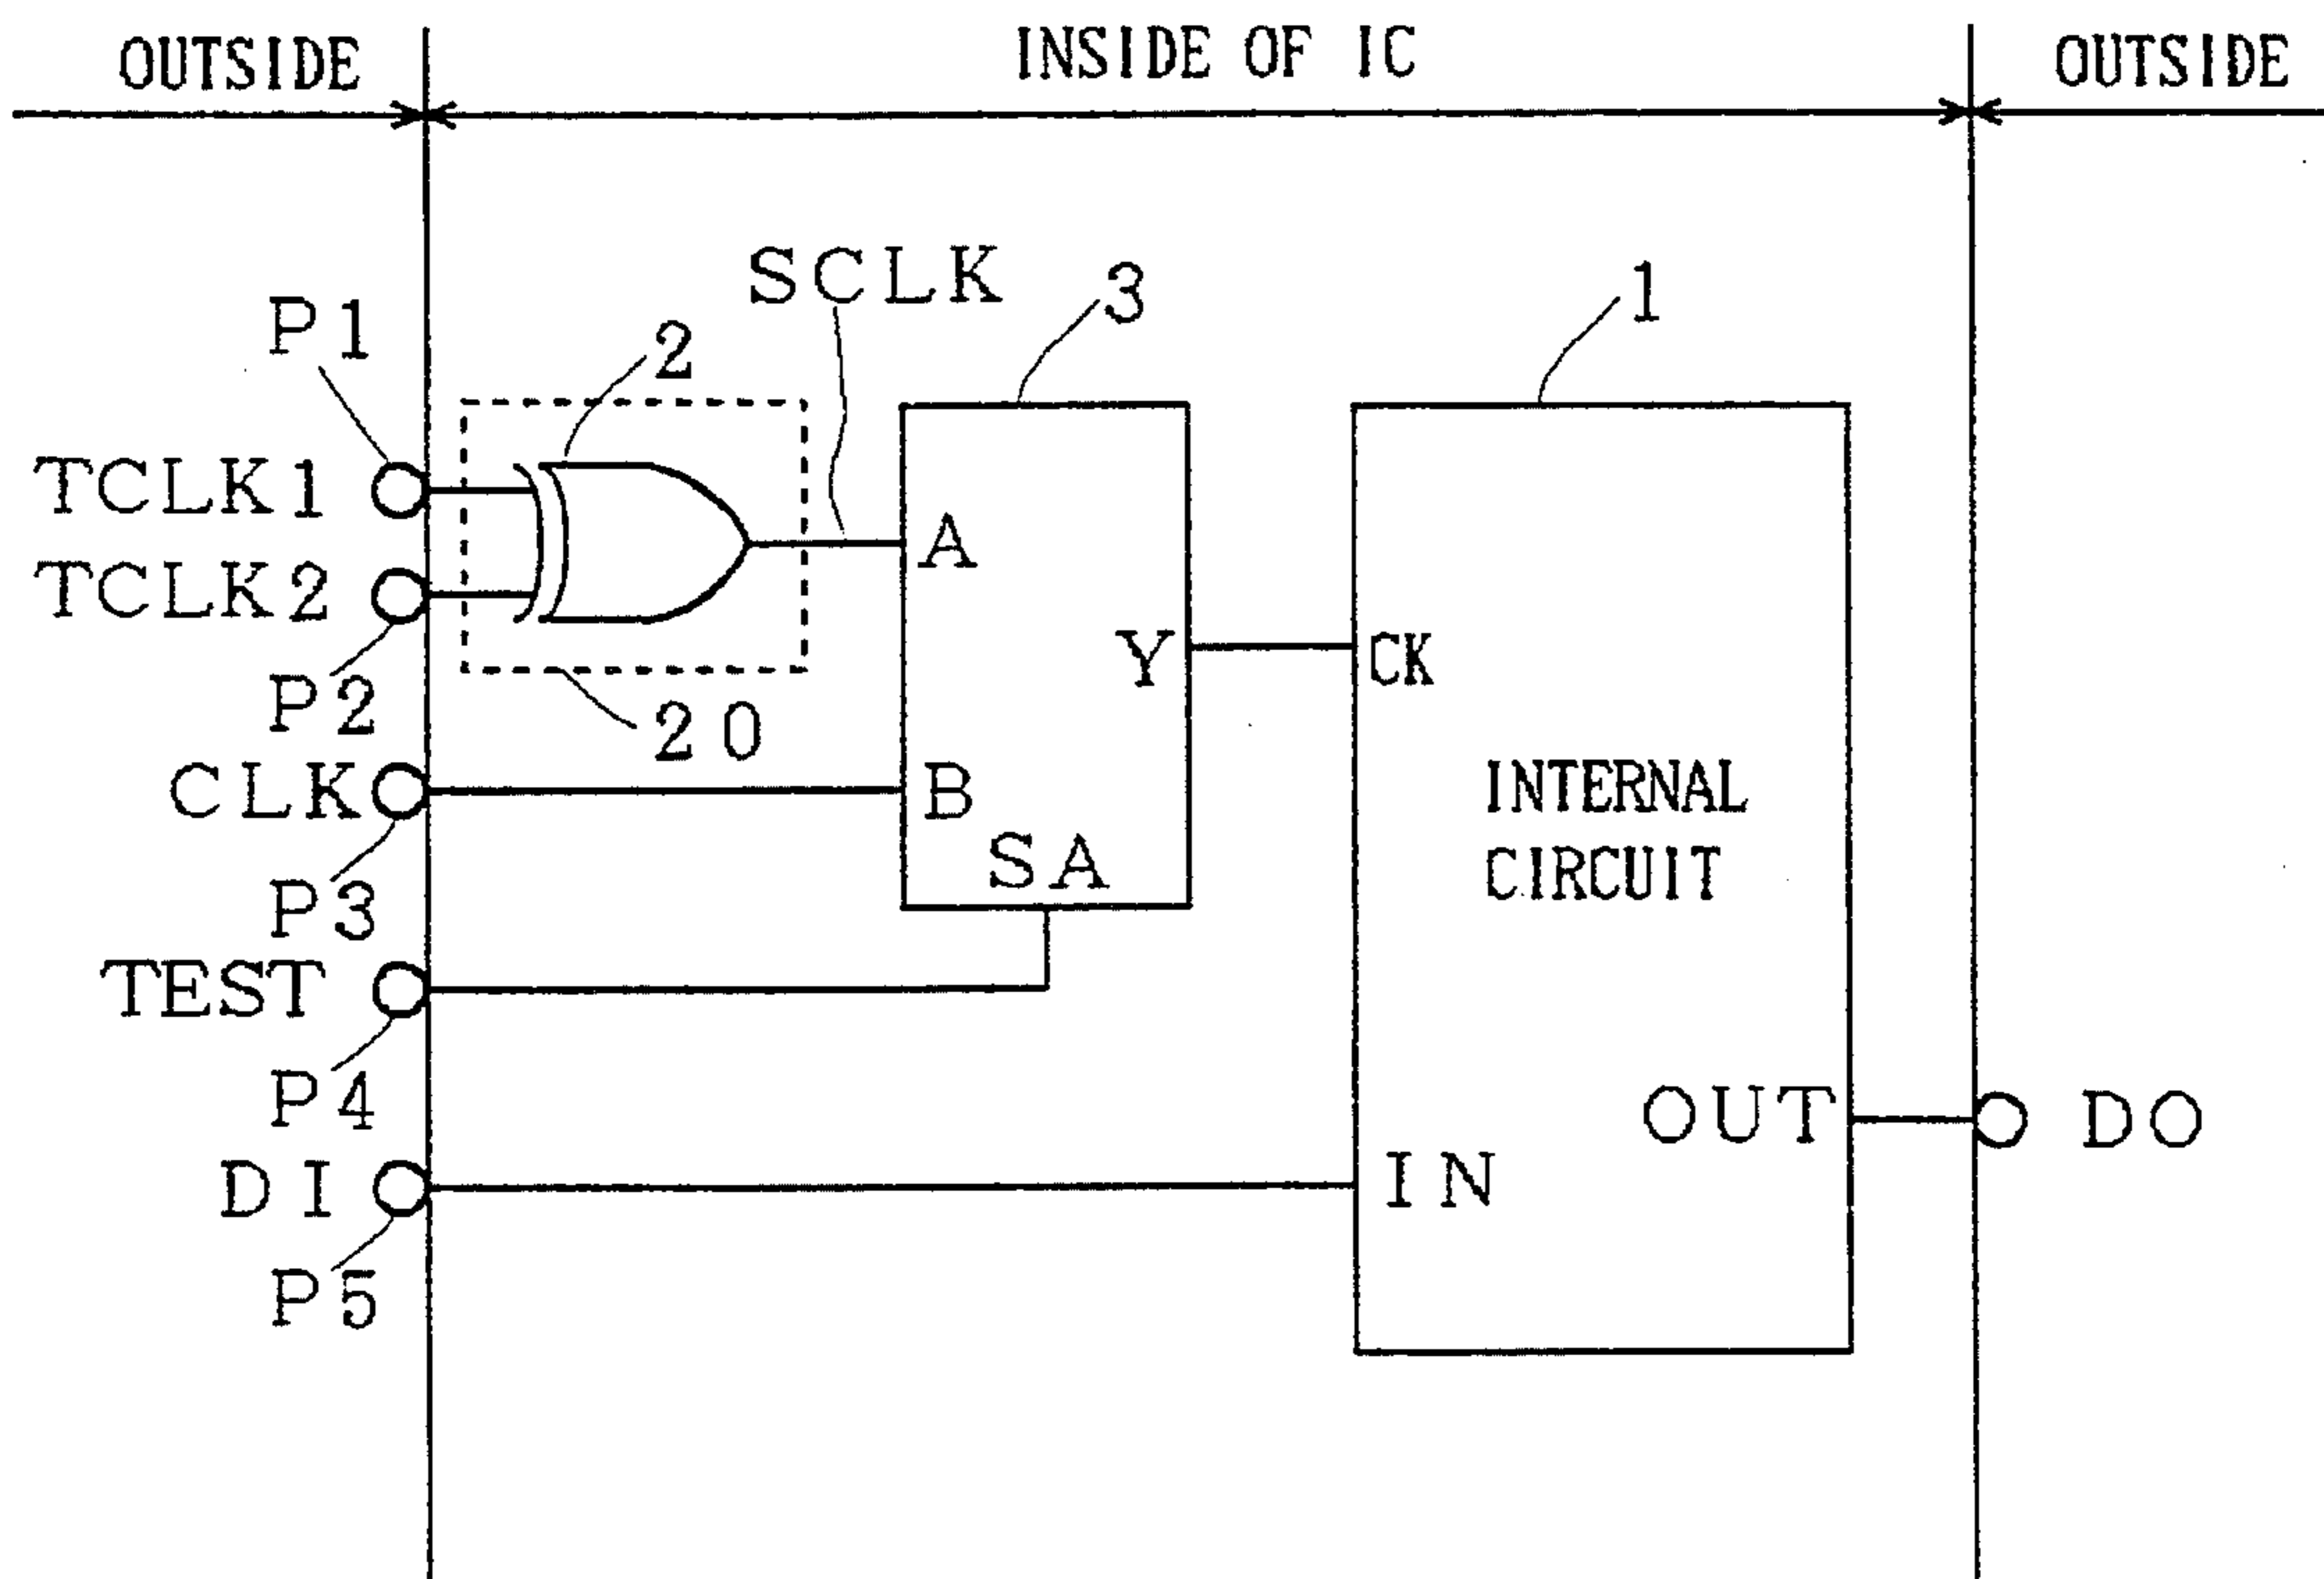 OUTSIDE INSIDE OF IC OUTSIDE
SCLK 3 1
P1
2
TCLK1
A
TCLK2
Y CK
P2
20
CLK
B
INTERNAL
CIRCUIT
SA
P3
TEST
P4
OUT DO
DI
IN
P5